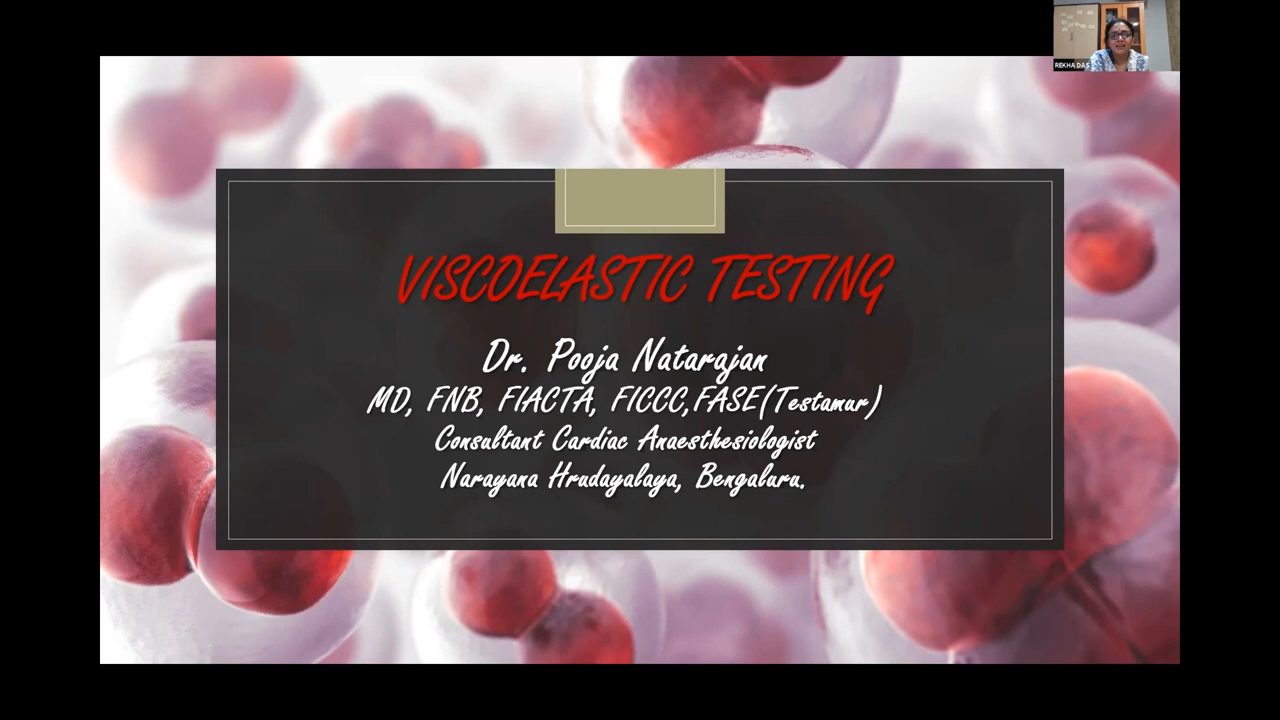 REKHA DAS
VISCOELASTIC TESTING
Dr. Pooja Natarajan
MD, FNB, FIACTA, FICCC,FASE(Testamur)
Consultant Cardiac Anaesthesiologist
Narayana Hrudayalaya, Bengaluru.